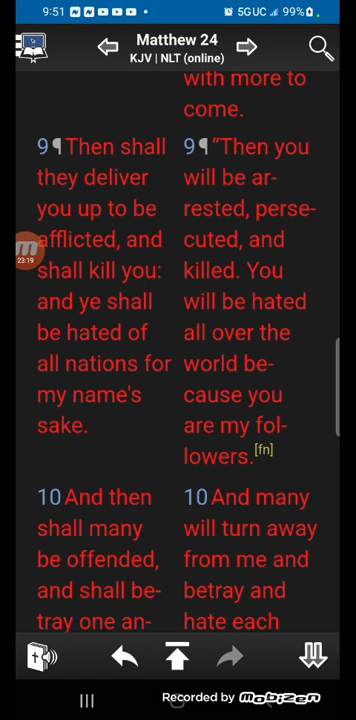 9:51
5GUC 99%
Matthew 24
KJV | NLT (online)
with more to
come.
9¶Then shall
they deliver
you up to be
afflicted, and
shall kill you:
and ye shall
be hated of
all nations for
my name's
sake.
9¶“Then you
will be ar-
rested, perse-
cuted, and
killed. You
will be hated
all over the
world be-
cause you
are my fol-
lowers.[fn]
10 And then
shall many
be offended,
and shall be-
tray one an-
10 And many
will turn away
from me and
betray and
hate each
23:19
Recorded by Mobizen